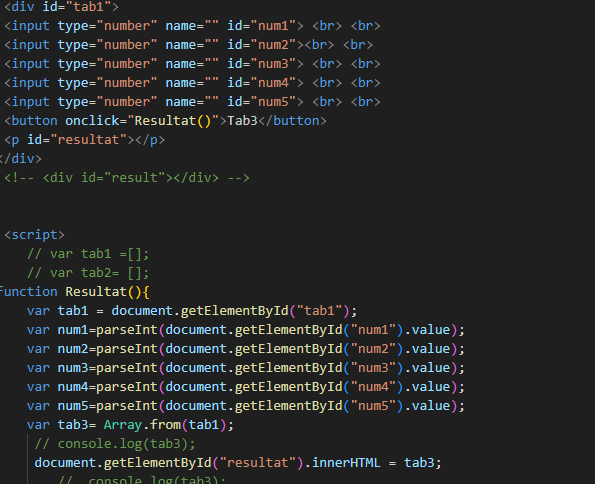 <div id="tab1">
<input type="number" name="" id="num1"> <br> <br>
<input type="number" name="" id="num2"><br> <br>
<input type="number" name="" id="num3"> <br> <br>
<input type="number" name="" id="num4"> <br> <br>
<input type="number" name="" id="num5"> <br> <br>
<button onclick="Resultat()">Tab3</button>
<p id="resultat"></p>
</div>
<!-- <div id="result"></div> -->
<script>
// var tab1 =[];
// var tab2= [];
function Resultat(){
var tab1 = document.getElementById("tab1");
var num1=parseInt(document.getElementById("num1").value);
var num2=parseInt(document.getElementById("num2").value);
var num3=parseInt(document.getElementById("num3").value);
var num4=parseInt(document.getElementById("num4").value);
var num5=parseInt(document.getElementById("num5").value);
var tab3= Array.from(tab1);
// console.log(tab3);
document.getElementById("resultat").innerHTML = tab3;
// console.log(tab3);